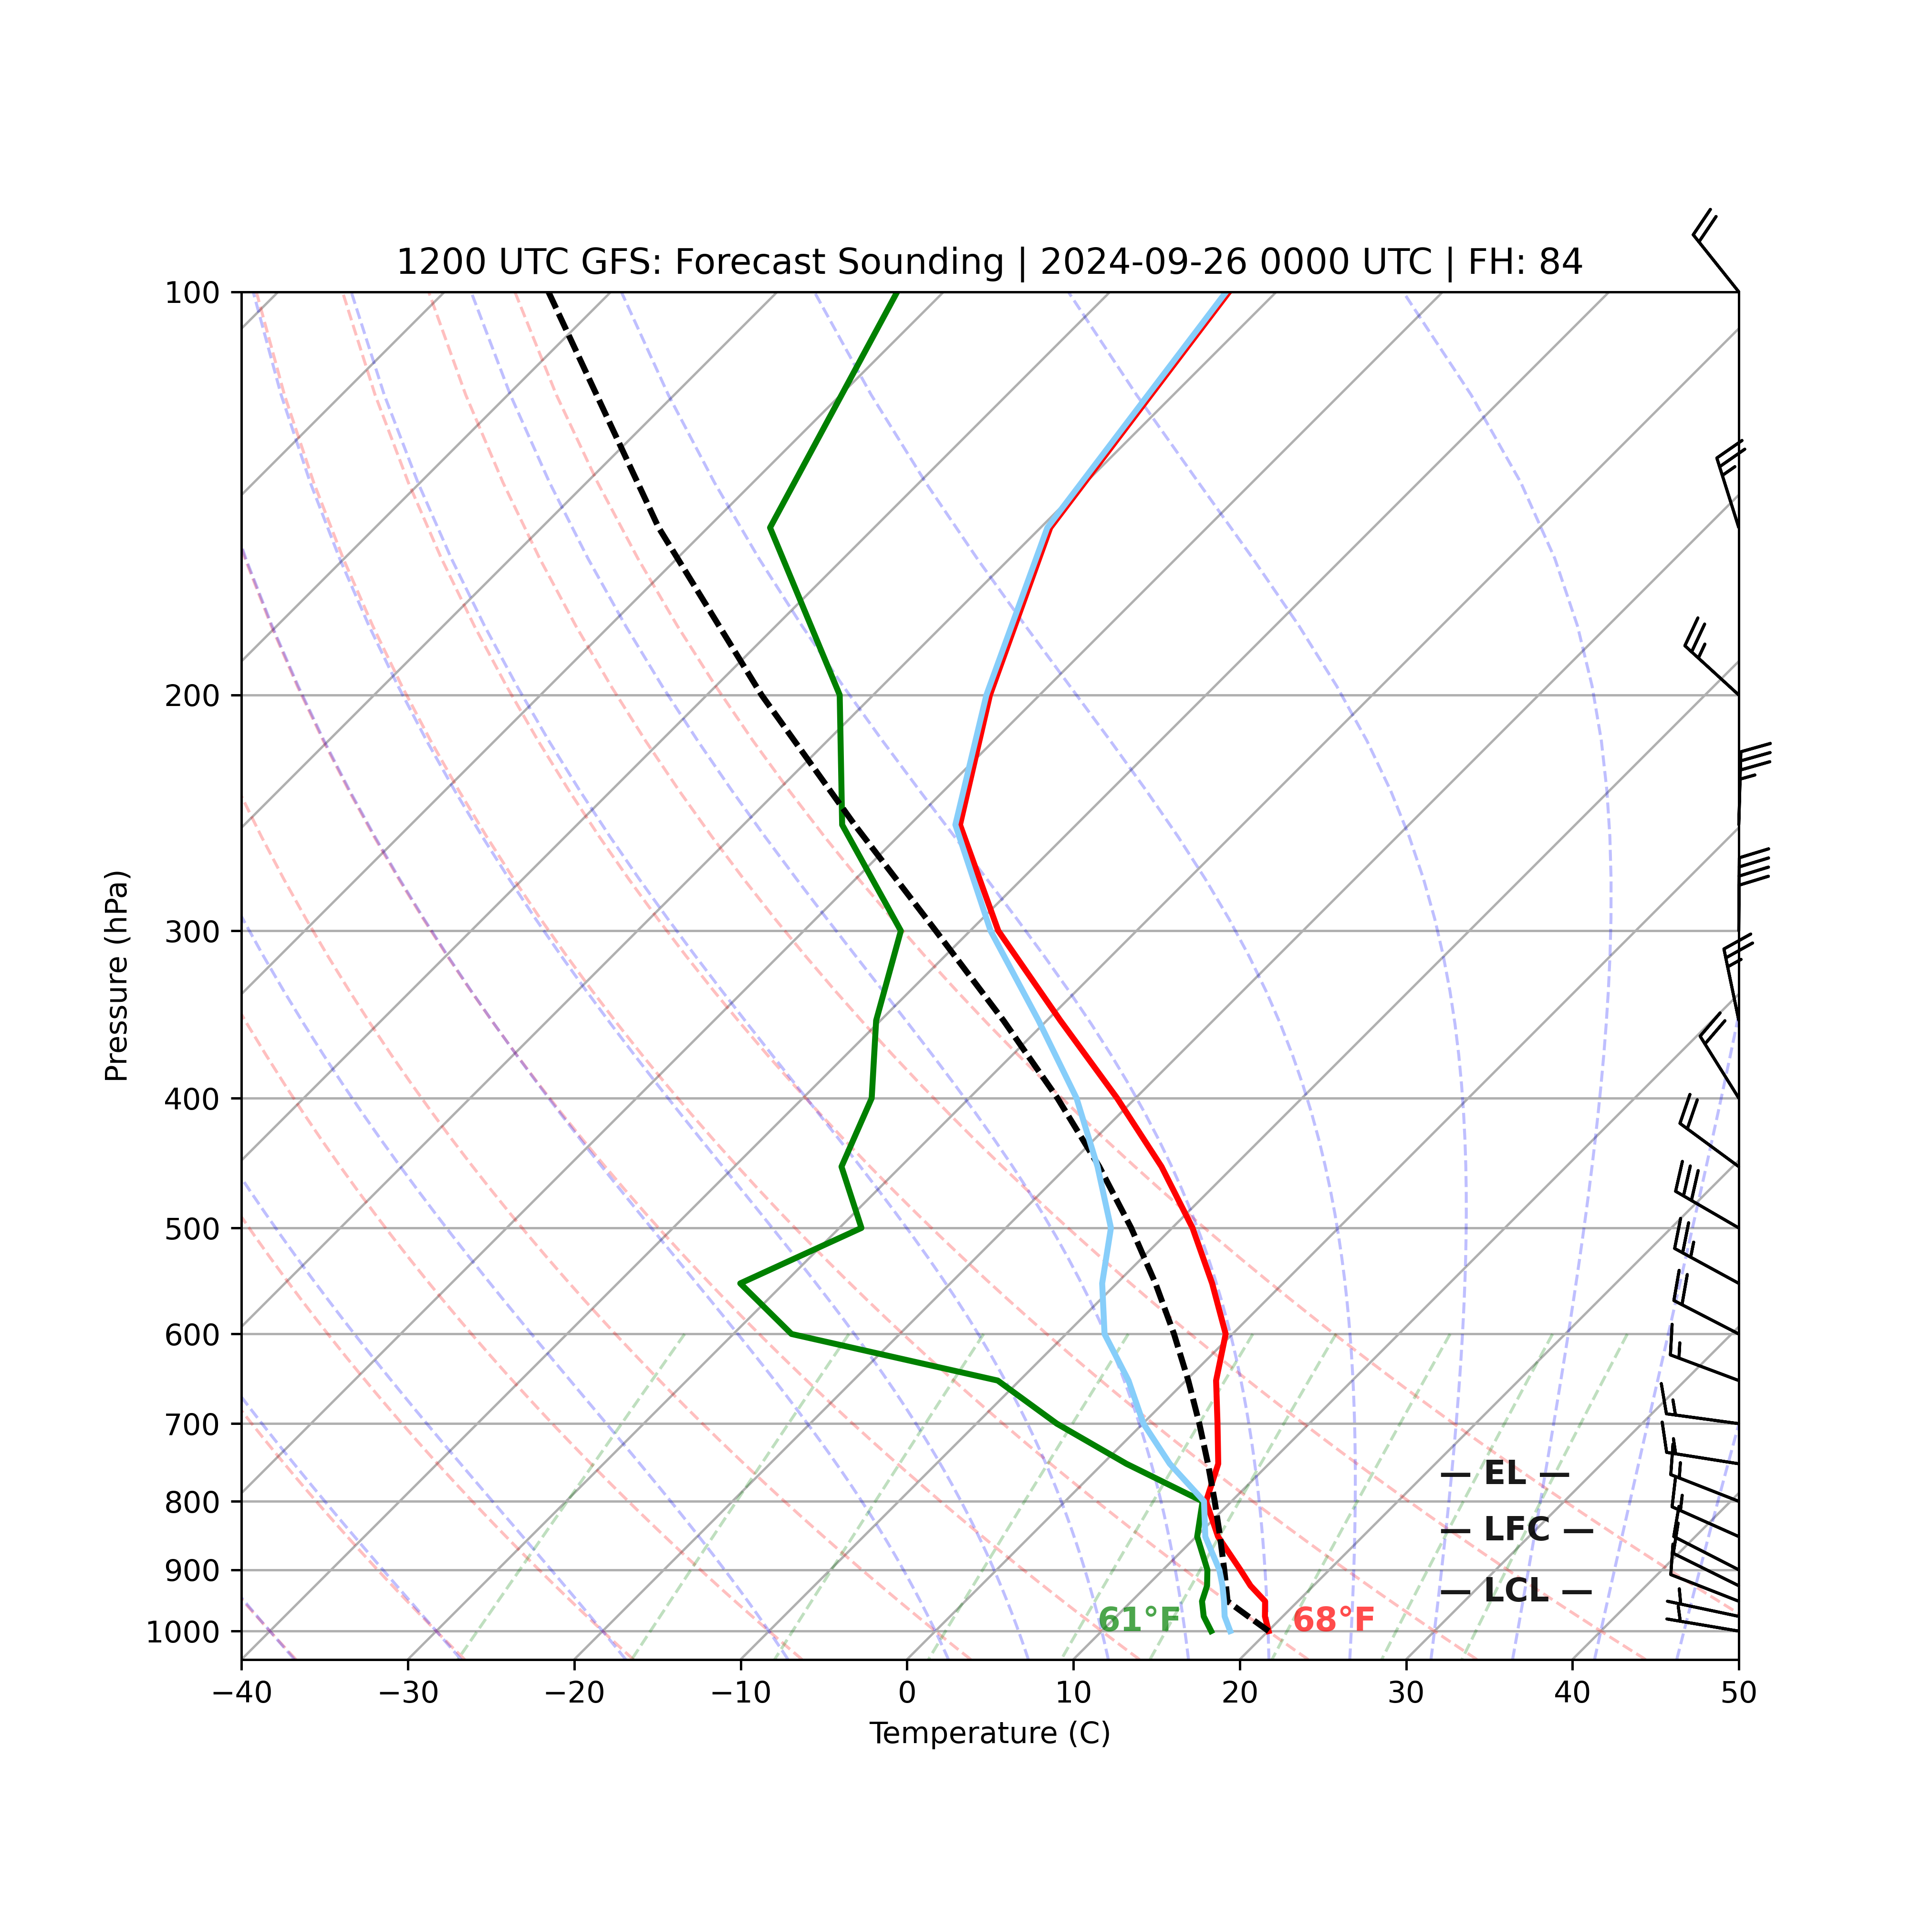 1200 UTC GFS: Forecast Sounding | 2024-09-26 0000 UTC | FH: 84
100
200
300
400
500
600
700
800
900
1000
Pressure (hPa)
— EL —
— LFC —
— LCL —
61°F
68°F
−40 −30 −20 −10 0 10 20 30 40 50
Temperature (C)